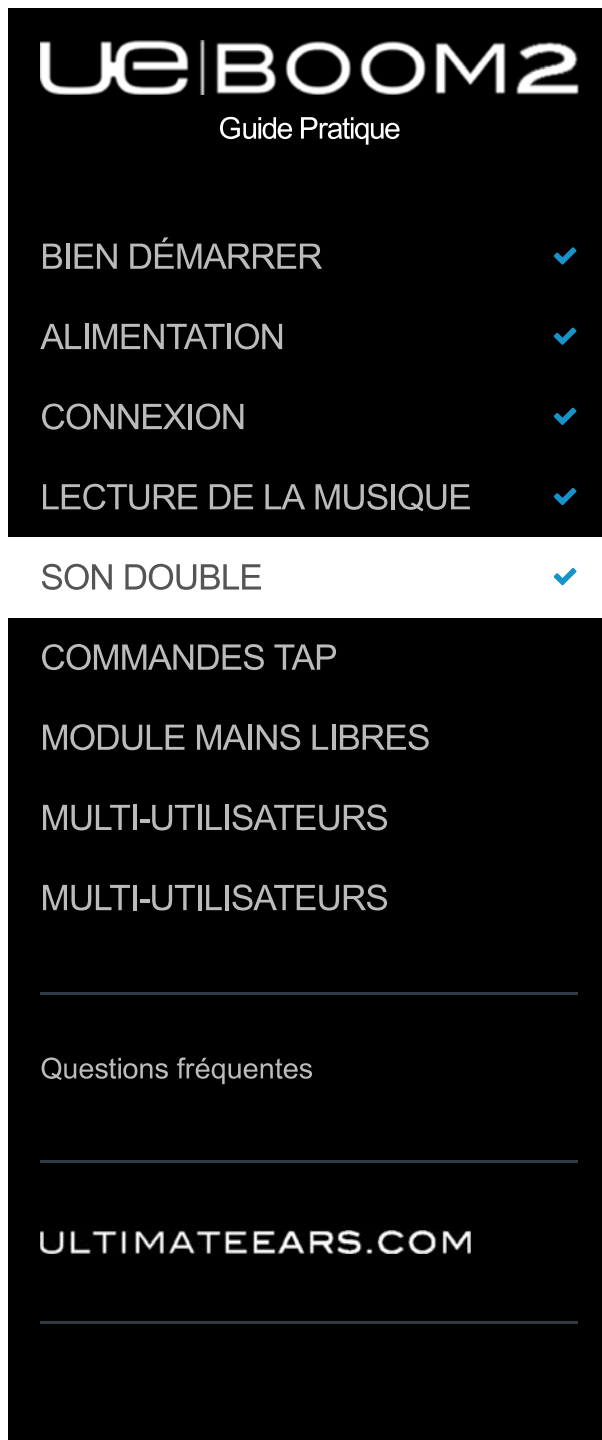 UE BOOM2
Guide Pratique
BIEN DÉMARRER
ALIMENTATION
CONNEXION
LECTURE DE LA MUSIQUE
SON DOUBLE
COMMANDES TAP
MODULE MAINS LIBRES
MULTI-UTILISATEURS
MULTI-UTILISATEURS
Questions fréquentes
ULTIMATEEARS.COM